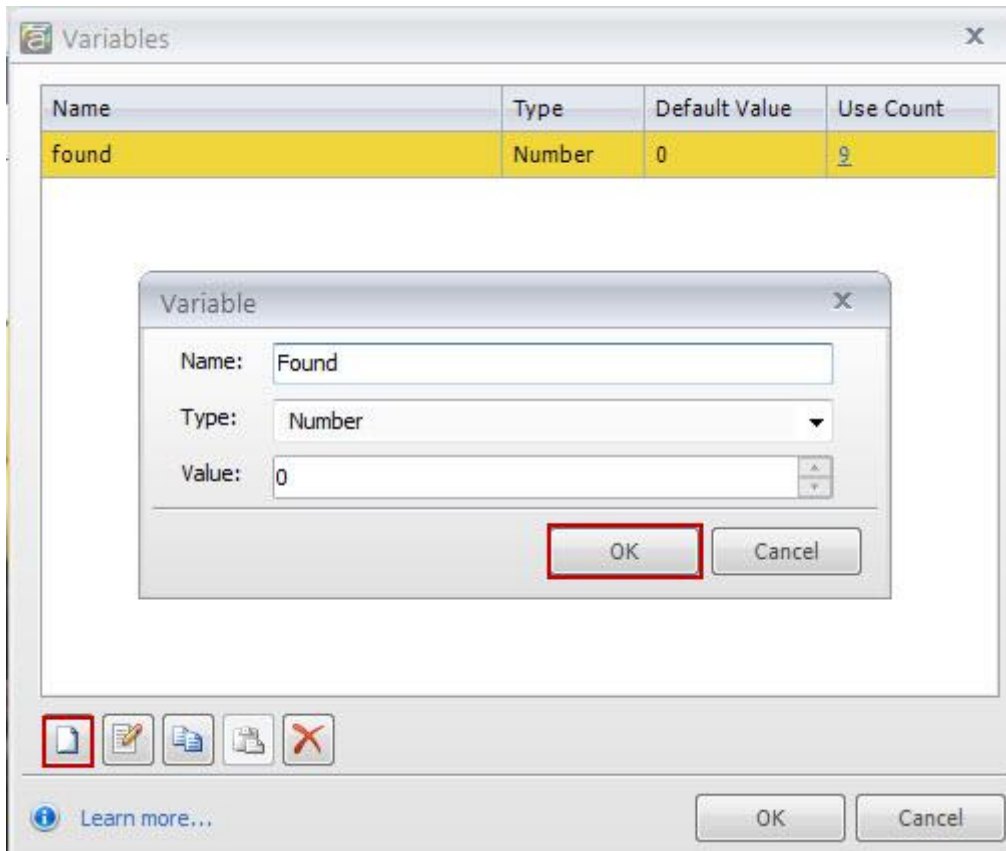 Variables
Name Type Default Value Use Count
found Number 0 9
Variable
Name: Found
Type: Number
Value: 0
OK Cancel
Learn more... OK Cancel